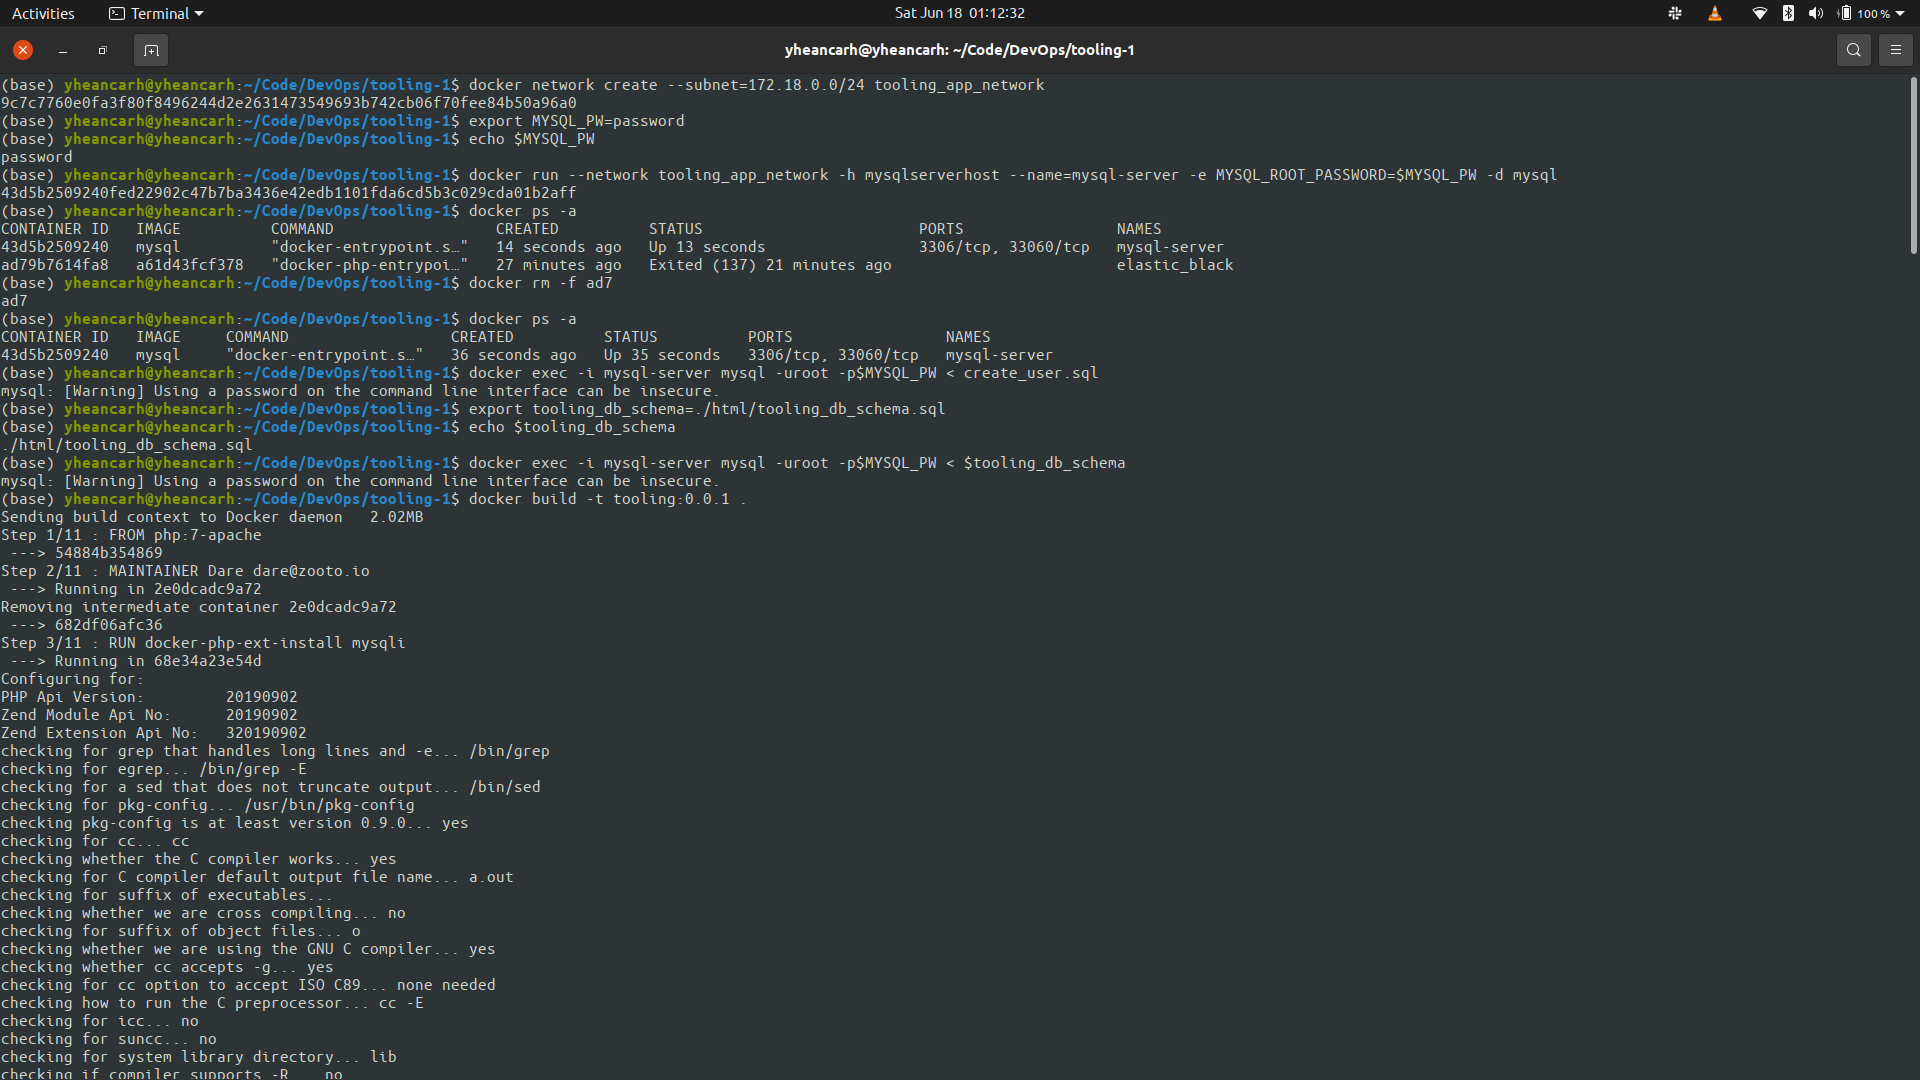 Activities Terminal Sat Jun 18 01:12:32 100 %
yheancarh@yheancarh: ~/Code/DevOps/tooling-1
(base) yheancarh@yheancarh:~/Code/DevOps/tooling-1$ docker network create --subnet=172.18.0.0/24 tooling_app_network
9c7c7760e0fa3f80f8496244d2e2631473549693b742cb06f70fee84b50a96a0
(base) yheancarh@yheancarh:~/Code/DevOps/tooling-1$ export MYSQL_PW=password
(base) yheancarh@yheancarh:~/Code/DevOps/tooling-1$ echo $MYSQL_PW
password
(base) yheancarh@yheancarh:~/Code/DevOps/tooling-1$ docker run --network tooling_app_network -h mysqlserverhost --name=mysql-server -e MYSQL_ROOT_PASSWORD=$MYSQL_PW -d mysql
43d5b2509240fed22902c47b7ba3436e42edb1101fda6cd5b3c029cda01b2aff
(base) yheancarh@yheancarh:~/Code/DevOps/tooling-1$ docker ps -a
CONTAINER ID   IMAGE          COMMAND                  CREATED          STATUS                        PORTS                 NAMES
43d5b2509240   mysql          "docker-entrypoint.s…"   14 seconds ago   Up 13 seconds                 3306/tcp, 33060/tcp   mysql-server
ad79b7614fa8   a61d43fcf378   "docker-php-entrypoi…"   27 minutes ago   Exited (137) 21 minutes ago                         elastic_black
(base) yheancarh@yheancarh:~/Code/DevOps/tooling-1$ docker rm -f ad7
ad7
(base) yheancarh@yheancarh:~/Code/DevOps/tooling-1$ docker ps -a
CONTAINER ID   IMAGE     COMMAND                  CREATED          STATUS          PORTS                 NAMES
43d5b2509240   mysql     "docker-entrypoint.s…"   36 seconds ago   Up 35 seconds   3306/tcp, 33060/tcp   mysql-server
(base) yheancarh@yheancarh:~/Code/DevOps/tooling-1$ docker exec -i mysql-server mysql -uroot -p$MYSQL_PW < create_user.sql
mysql: [Warning] Using a password on the command line interface can be insecure.
(base) yheancarh@yheancarh:~/Code/DevOps/tooling-1$ export tooling_db_schema=./html/tooling_db_schema.sql
(base) yheancarh@yheancarh:~/Code/DevOps/tooling-1$ echo $tooling_db_schema
./html/tooling_db_schema.sql
(base) yheancarh@yheancarh:~/Code/DevOps/tooling-1$ docker exec -i mysql-server mysql -uroot -p$MYSQL_PW < $tooling_db_schema
mysql: [Warning] Using a password on the command line interface can be insecure.
(base) yheancarh@yheancarh:~/Code/DevOps/tooling-1$ docker build -t tooling:0.0.1 .
Sending build context to Docker daemon   2.02MB
Step 1/11 : FROM php:7-apache
 ---> 54884b354869
Step 2/11 : MAINTAINER Dare dare@zooto.io
 ---> Running in 2e0dcadc9a72
Removing intermediate container 2e0dcadc9a72
 ---> 682df06afc36
Step 3/11 : RUN docker-php-ext-install mysqli
 ---> Running in 68e34a23e54d
Configuring for:
PHP Api Version:         20190902
Zend Module Api No:      20190902
Zend Extension Api No:   320190902
checking for grep that handles long lines and -e... /bin/grep
checking for egrep... /bin/grep -E
checking for a sed that does not truncate output... /bin/sed
checking for pkg-config... /usr/bin/pkg-config
checking pkg-config is at least version 0.9.0... yes
checking for cc... cc
checking whether the C compiler works... yes
checking for C compiler default output file name... a.out
checking for suffix of executables...
checking whether we are cross compiling... no
checking for suffix of object files... o
checking whether we are using the GNU C compiler... yes
checking whether cc accepts -g... yes
checking for cc option to accept ISO C89... none needed
checking how to run the C preprocessor... cc -E
checking for icc... no
checking for suncc... no
checking for system library directory... lib
checking if compiler supports -R... no